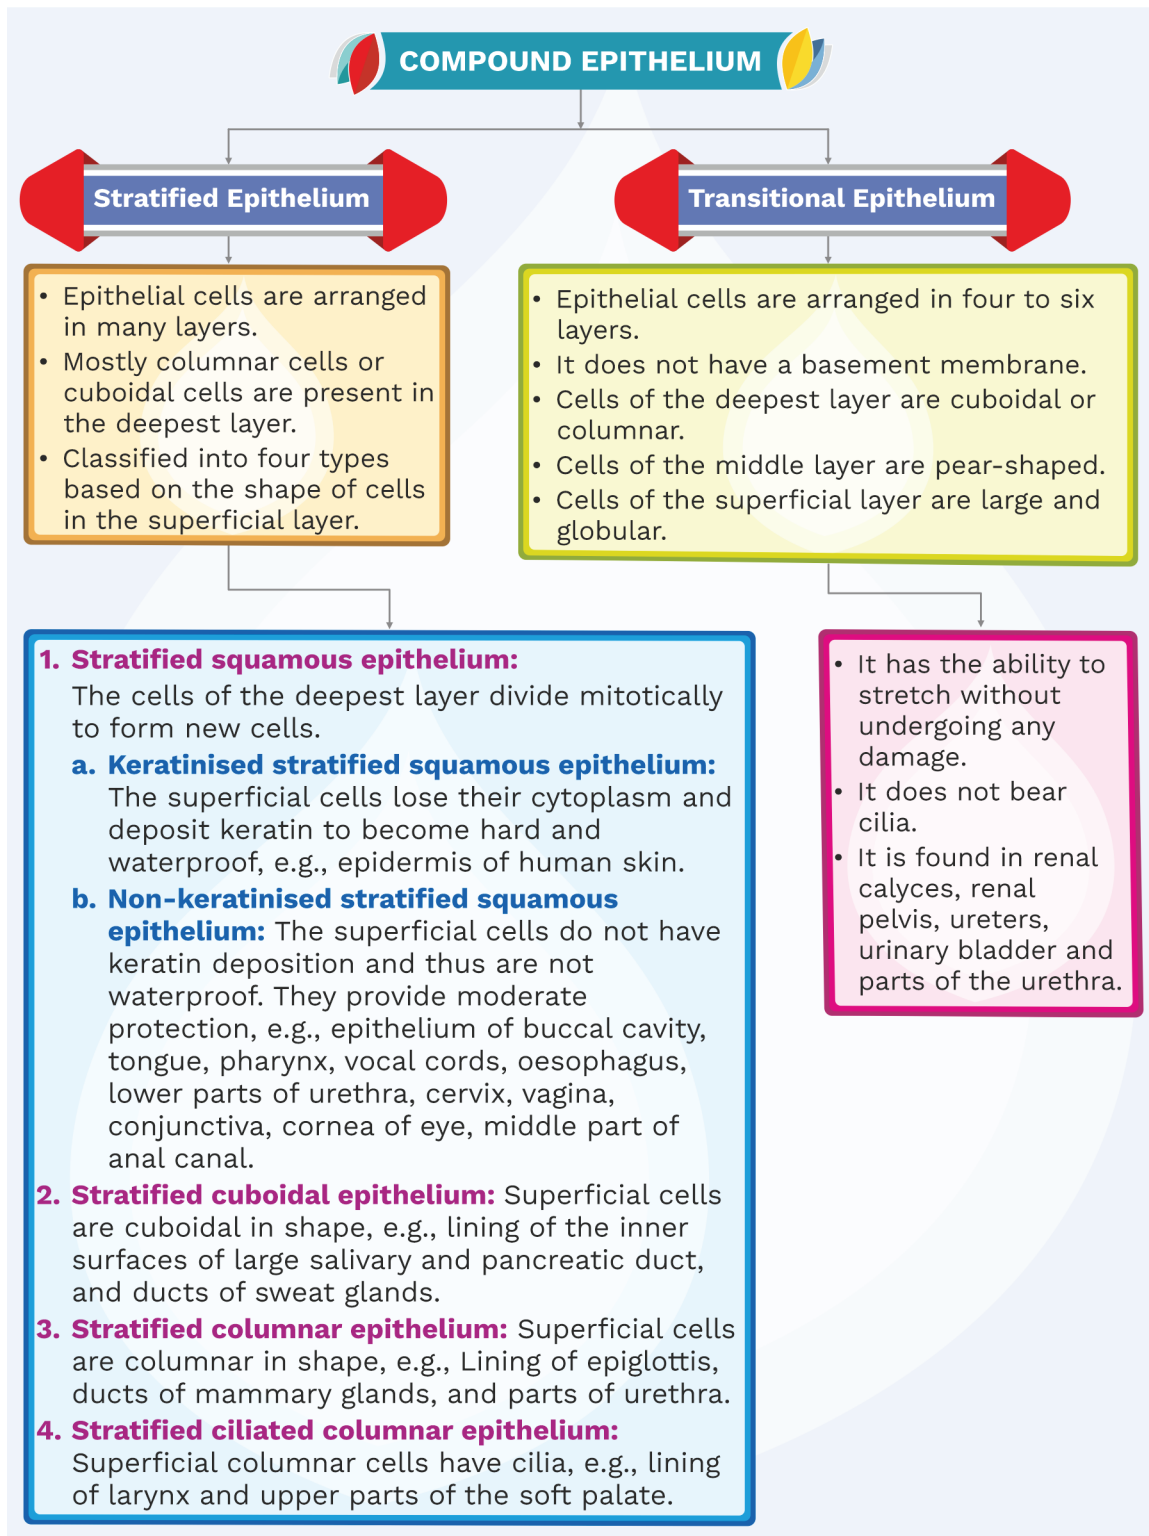 COMPOUND EPITHELIUM
Stratified Epithelium
• Epithelial cells are arranged
in many layers.
• Mostly columnar cells or
cuboidal cells are present in
the deepest layer.
• Classified into four types
based on the shape of cells
in the superficial layer.
1. Stratified squamous epithelium:
The cells of the deepest layer divide mitotically
to form new cells.
a. Keratinised stratified squamous epithelium:
The superficial cells lose their cytoplasm and
deposit keratin to become hard and
waterproof, e.g., epidermis of human skin.
b. Non-keratinised stratified squamous
epithelium: The superficial cells do not have
keratin deposition and thus are not
waterproof. They provide moderate
protection, e.g., epithelium of buccal cavity,
tongue, pharynx, vocal cords, oesophagus,
lower parts of urethra, cervix, vagina,
conjunctiva, cornea of eye, middle part of
anal canal.
2. Stratified cuboidal epithelium: Superficial cells
are cuboidal in shape, e.g., lining of the inner
surfaces of large salivary and pancreatic duct,
and ducts of sweat glands.
3. Stratified columnar epithelium: Superficial cells
are columnar in shape, e.g., Lining of epiglottis,
ducts of mammary glands, and parts of urethra.
4. Stratified ciliated columnar epithelium:
Superficial columnar cells have cilia, e.g., lining
of larynx and upper parts of the soft palate.
Transitional Epithelium
• Epithelial cells are arranged in four to six
layers.
• It does not have a basement membrane.
• Cells of the deepest layer are cuboidal or
columnar.
• Cells of the middle layer are pear-shaped.
• Cells of the superficial layer are large and
globular.
• It has the ability to
stretch without
undergoing any
damage.
• It does not bear
cilia.
• It is found in renal
calyces, renal
pelvis, ureters,
urinary bladder and
parts of the urethra.